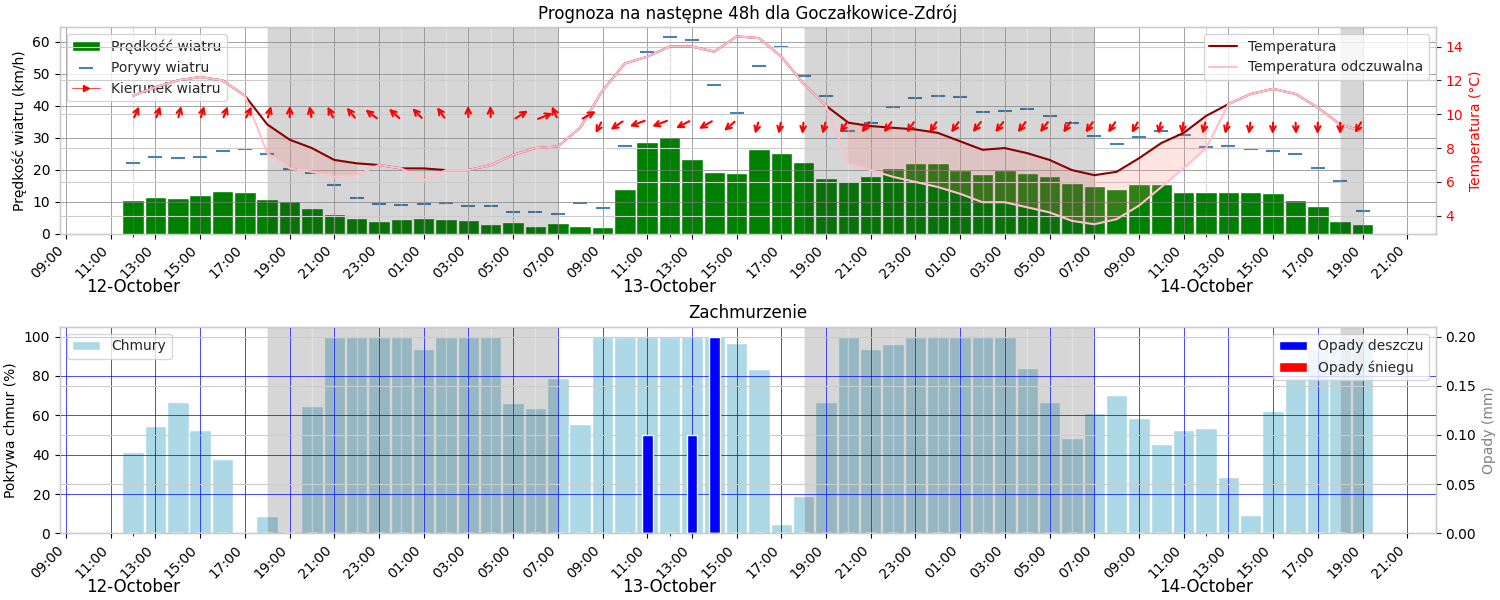 Prognoza na następne 48h dla Goczałkowice-Zdrój
Prędkość wiatru (km/h)
60
50
40
30
20
10
0
Prędkość wiatru
Porywy wiatru
Kierunek wiatru
Temperatura
Temperatura odczuwalna
14
12
10
8
6
4
Temperatura (°C)
09:00 11:00 13:00 15:00 17:00 19:00 21:00 23:00 01:00 03:00 05:00 07:00 09:00 11:00 13:00 15:00 17:00 19:00 21:00 23:00 01:00 03:00 05:00 07:00 09:00 11:00 13:00 15:00 17:00 19:00 21:00
12-October 13-October 14-October
Zachmurzenie
Pokrywa chmur (%)
100
80
60
40
20
0
Chmury
Opady deszczu
Opady śniegu
0.20
0.15
0.10
0.05
0.00
Opady (mm)
09:00 11:00 13:00 15:00 17:00 19:00 21:00 23:00 01:00 03:00 05:00 07:00 09:00 11:00 13:00 15:00 17:00 19:00 21:00 23:00 01:00 03:00 05:00 07:00 09:00 11:00 13:00 15:00 17:00 19:00 21:00
12-October 13-October 14-October